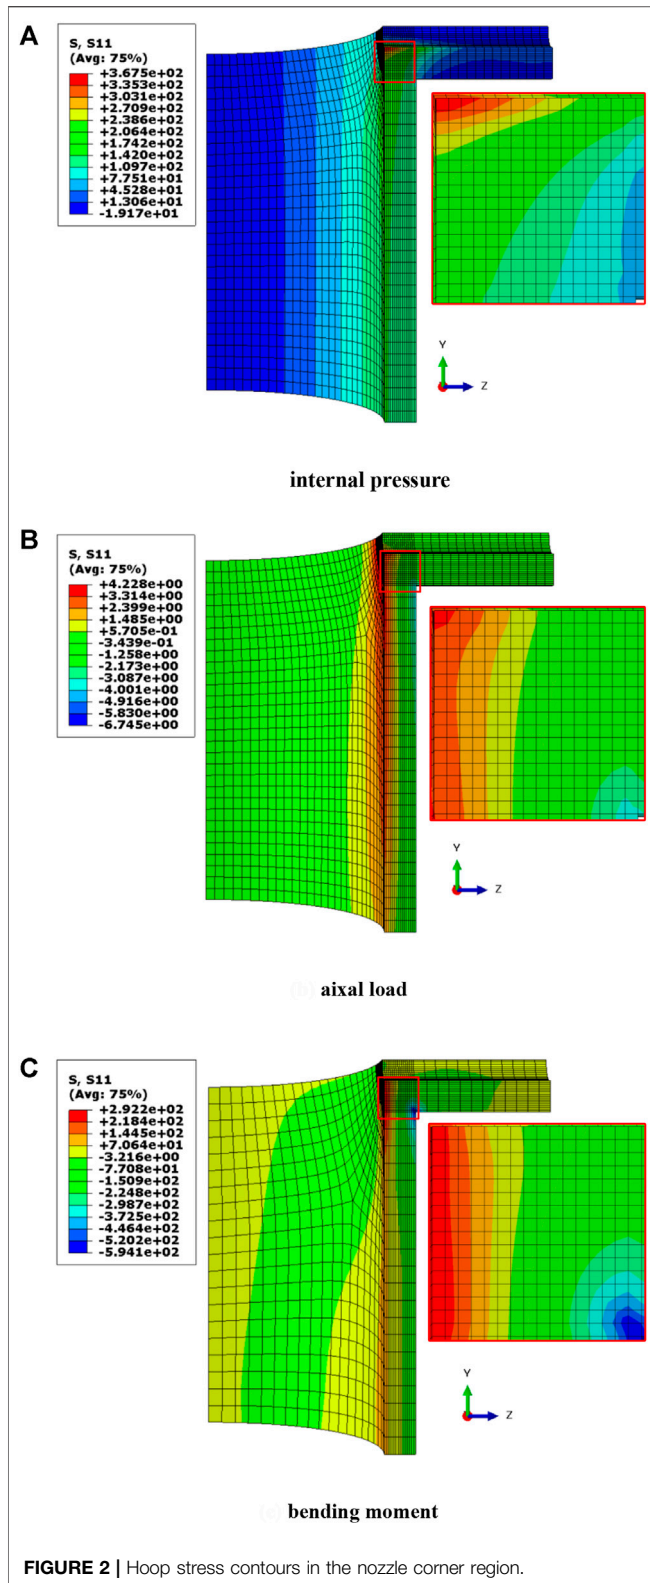 A
S, S11
(Avg: 75%)
+3.675e+02
+3.353e+02
+3.031e+02
+2.709e+02
+2.386e+02
+2.064e+02
+1.742e+02
+1.420e+02
+1.097e+02
+7.751e+01
+4.528e+01
+1.306e+01
-1.917e+01
Y
Z
internal pressure
B
S, S11
(Avg: 75%)
+4.228e+00
+3.314e+00
+2.399e+00
+1.485e+00
+5.705e-01
-3.439e-01
-1.258e+00
-2.173e+00
-3.087e+00
-4.001e+00
-4.916e+00
-5.830e+00
-6.745e+00
Y
Z
(b) aixal load
C
S, S11
(Avg: 75%)
+2.922e+02
+2.184e+02
+1.445e+02
+7.064e+01
-3.216e+00
-7.708e+01
-1.509e+02
-2.248e+02
-2.987e+02
-3.725e+02
-4.464e+02
-5.202e+02
-5.941e+02
Y
Z
(c) bending moment
FIGURE 2 | Hoop stress contours in the nozzle corner region.